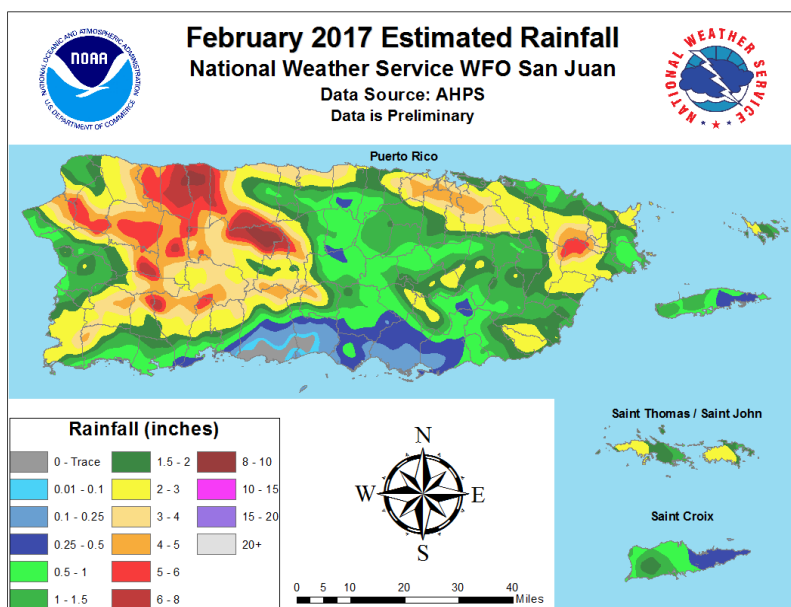 February 2017 Estimated Rainfall
National Weather Service WFO San Juan
Data Source: AHPS
Data is Preliminary
NATIONAL OCEANIC AND ATMOSPHERIC ADMINISTRATION
NOAA
U.S. DEPARTMENT OF COMMERCE
NATIONAL WEATHER SERVICE
Puerto Rico
Saint Thomas / Saint John
Saint Croix
Rainfall (inches)
0 - Trace
0.01 - 0.1
0.1 - 0.25
0.25 - 0.5
0.5 - 1
1 - 1.5
1.5 - 2
2 - 3
3 - 4
4 - 5
5 - 6
6 - 8
8 - 10
10 - 15
15 - 20
20+
N
W E
S
0 5 10 20 30 40
Miles